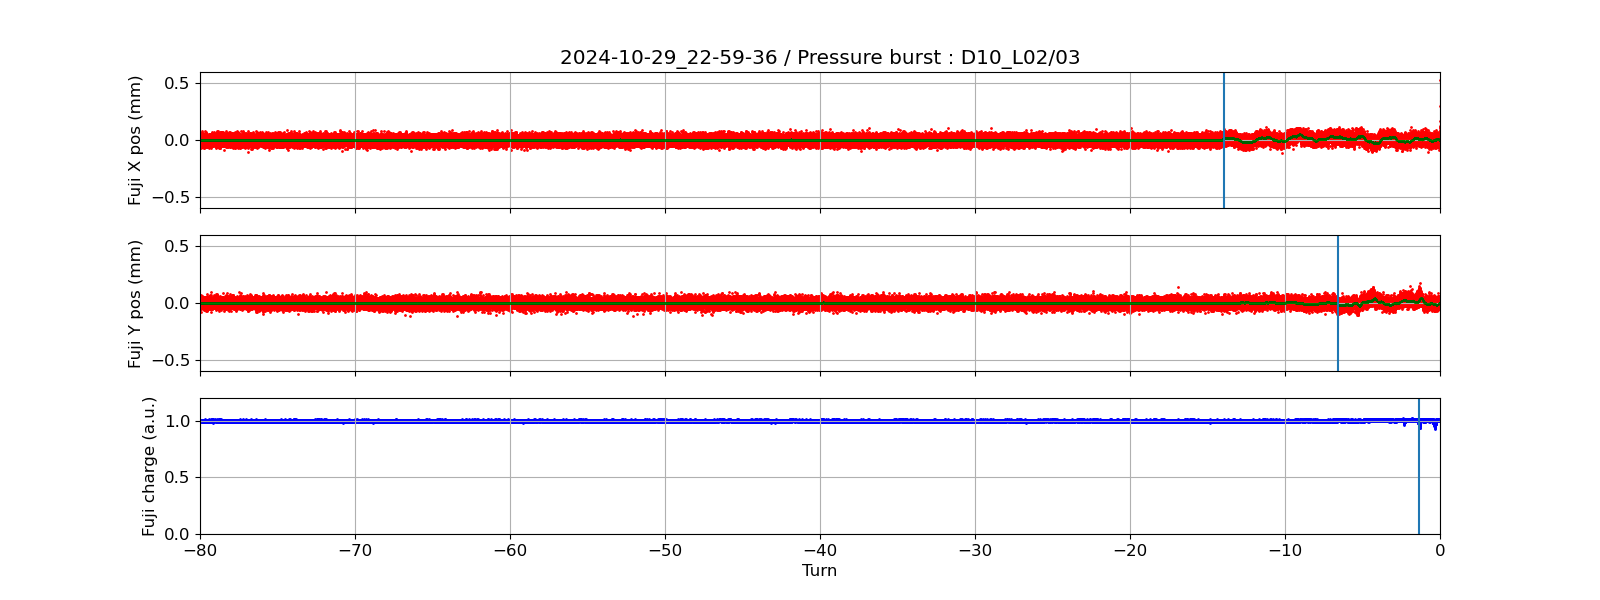 2024-10-29_22-59-36 / Pressure burst : D10_L02/03
Fuji X pos (mm)
0.5
0.0
−0.5
Fuji Y pos (mm)
0.5
0.0
−0.5
Fuji charge (a.u.)
1.0
0.5
0.0
−80 −70 −60 −50 −40 −30 −20 −10 0
Turn